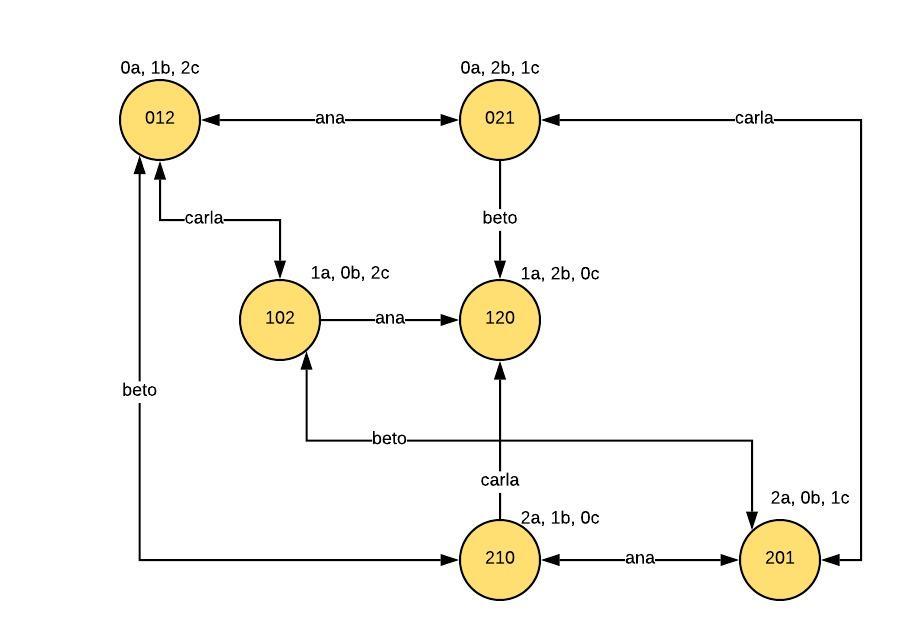 0a, 1b, 2c
0a, 2b, 1c
012
ana
021
carla
carla
beto
1a, 0b, 2c
1a, 2b, 0c
102
ana
120
beto
beto
carla
2a, 0b, 1c
2a, 1b, 0c
210
ana
201